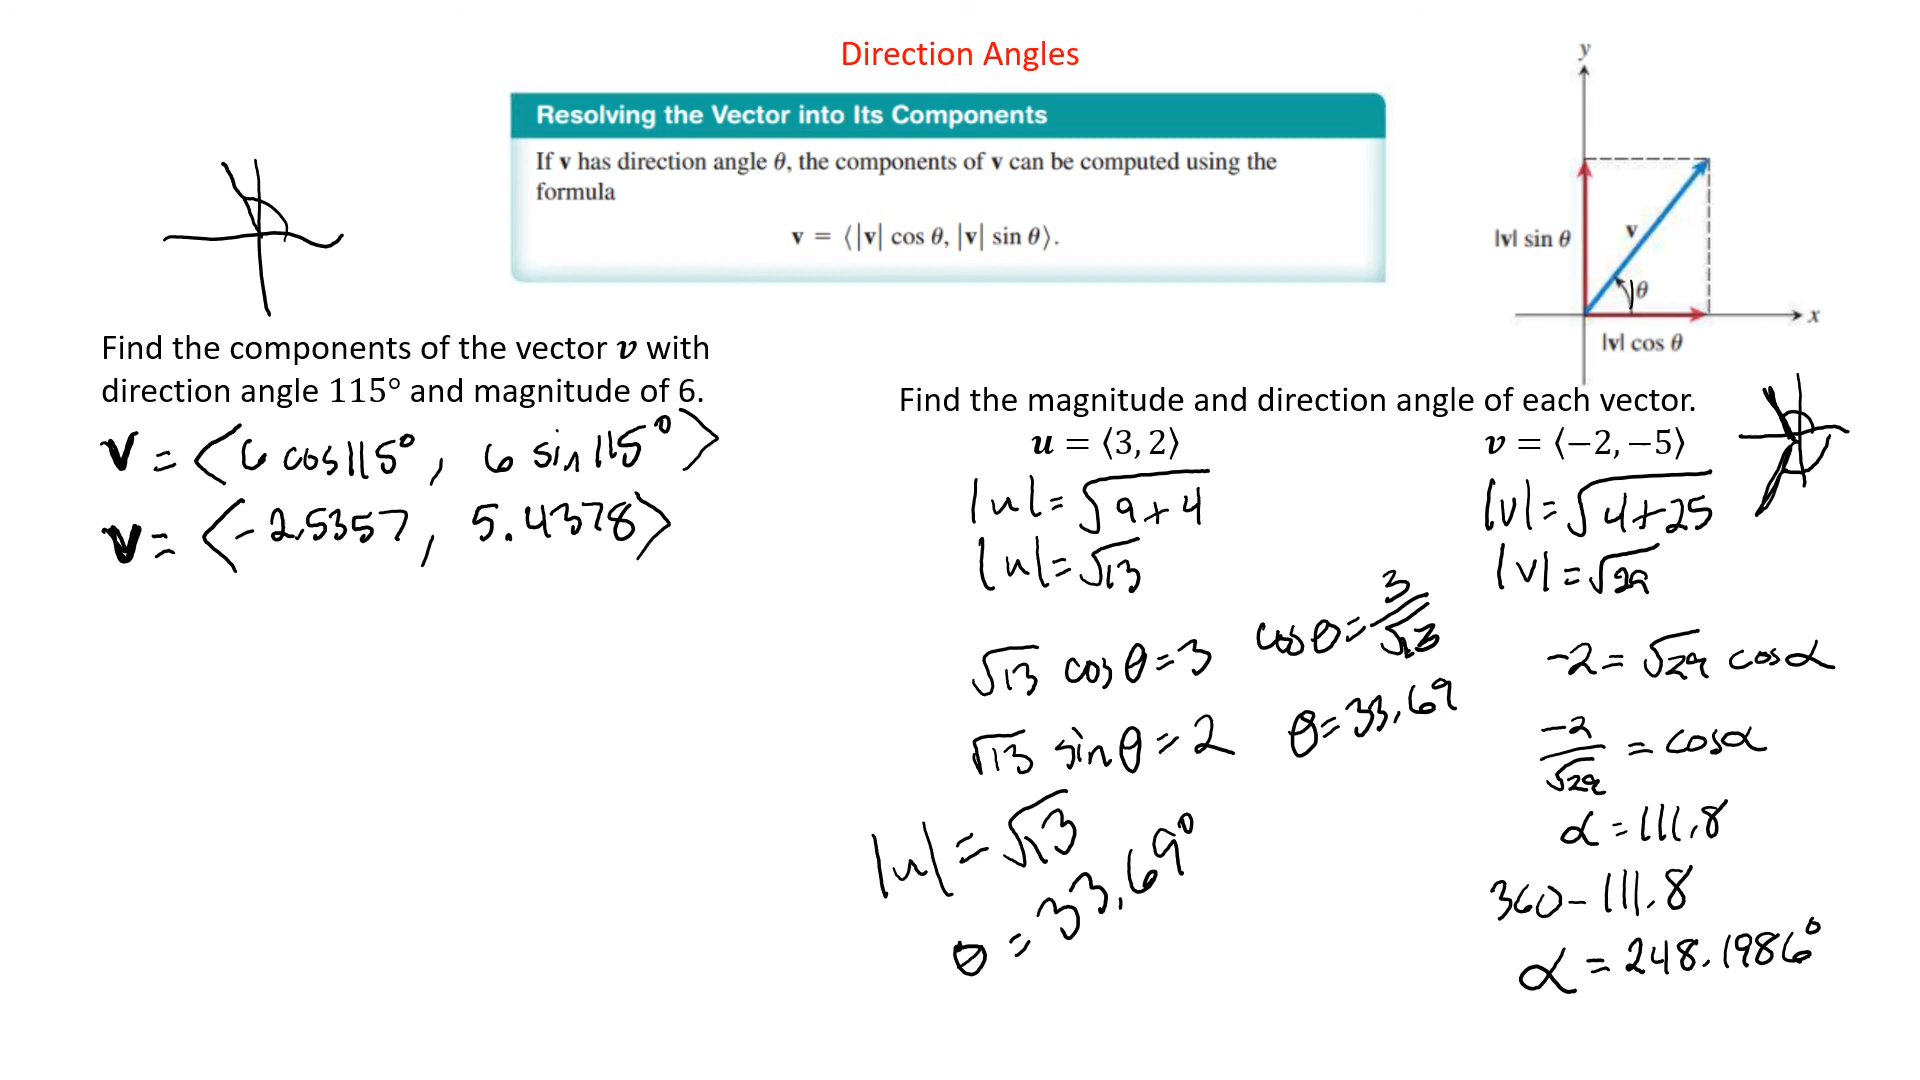 Direction Angles
Resolving the Vector into Its Components
If v has direction angle θ, the components of v can be computed using the
formula
v = ⟨|v| cos θ, |v| sin θ⟩.
y
|v| sin θ
v
θ
x
|v| cos θ
Find the components of the vector v with
direction angle 115° and magnitude of 6.
v = ⟨6 cos115°, 6 sin 115°⟩
v = ⟨-2.5357, 5.4378⟩
Find the magnitude and direction angle of each vector.
u = ⟨3, 2⟩
|u| = √9+4
|u| = √13
√13 cos θ = 3
√13 sin θ = 2
cos θ = 3/√13
θ = 33.69
|u| = √13
θ = 33.69°
v = ⟨−2, −5⟩
|v| = √4+25
|v| = √29
-2 = √29 cos α
-2/√29 = cos α
α = 111.8
360 - 111.8
α = 248.1986°